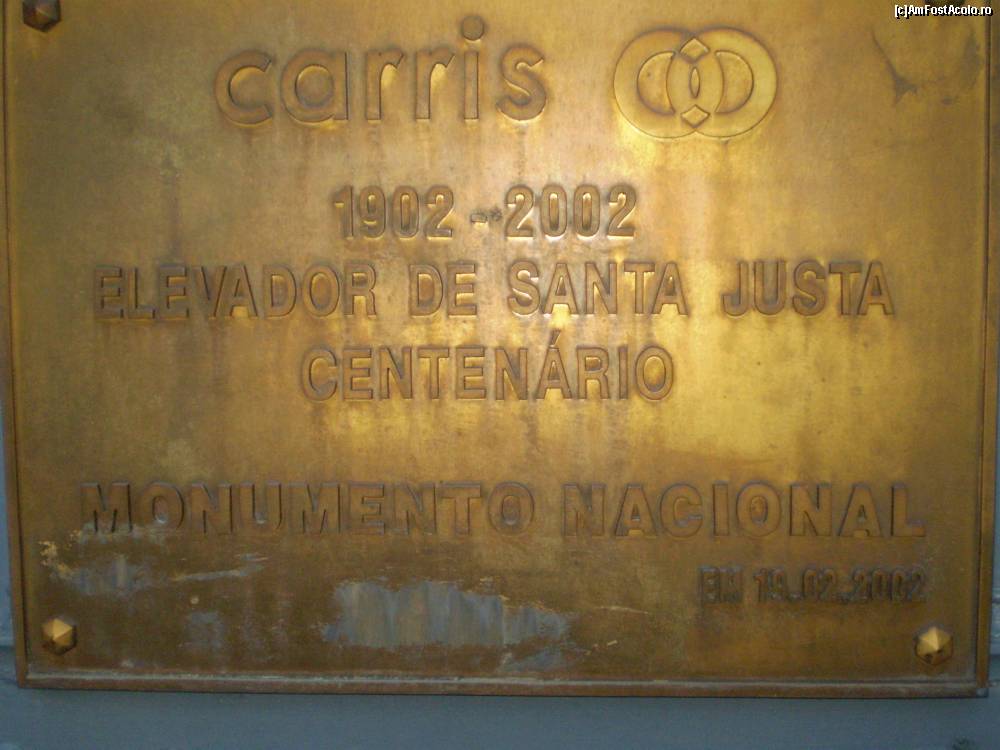 [c]AmFostAcolo.ro
carris
1902-2002
ELEVADOR DE SANTA JUSTA
CENTENÁRIO
MONUMENTO NACIONAL
EM 19.02.2002